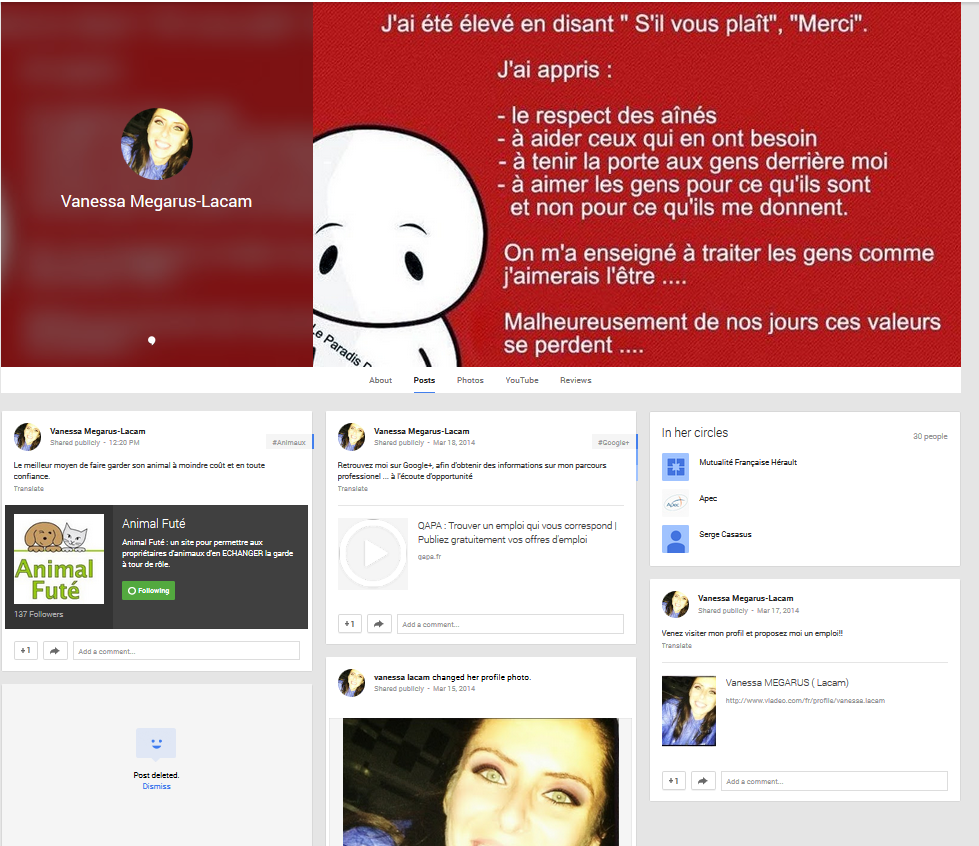 J'ai été élevé en disant " S'il vous plaît", "Merci".
J'ai appris :
- le respect des aînés
- à aider ceux qui en ont besoin
- à tenir la porte aux gens derrière moi
- à aimer les gens pour ce qu'ils sont
et non pour ce qu'ils me donnent.
On m'a enseigné à traiter les gens comme
j'aimerais l'être ....
Malheureusement de nos jours ces valeurs
se perdent ....
Le Paradis
Vanessa Megarus-Lacam
About
Posts
Photos
YouTube
Reviews
Vanessa Megarus-Lacam
Shared publicly - 12:20 PM
#Animaux
Le meilleur moyen de faire garder son animal à moindre coût et en toute
confiance.
Translate
Animal
Futé
137 Followers
Animal Futé
Animal Futé : un site pour permettre aux
propriétaires d'animaux d'en ECHANGER la garde
à tour de rôle.
Following
+1
Add a comment...
Post deleted.
Dismiss
Vanessa Megarus-Lacam
Shared publicly - Mar 18, 2014
#Google+
Retrouvez moi sur Google+, afin d'obtenir des informations sur mon parcours
professionel ... à l'écoute d'opportunité
Translate
QAPA : Trouver un emploi qui vous correspond |
Publiez gratuitement vos offres d'emploi
qapa.fr
+1
Add a comment...
vanessa lacam changed her profile photo.
Shared publicly - Mar 15, 2014
In her circles
30 people
Mutualité Française Hérault
Apec
Apec
Serge Casasus
Vanessa Megarus-Lacam
Shared publicly - Mar 17, 2014
Venez visiter mon profil et proposez moi un emploi!!
Translate
Vanessa MEGARUS ( Lacam)
http://www.viadeo.com/fr/profile/vanessa.lacam
+1
Add a comment...